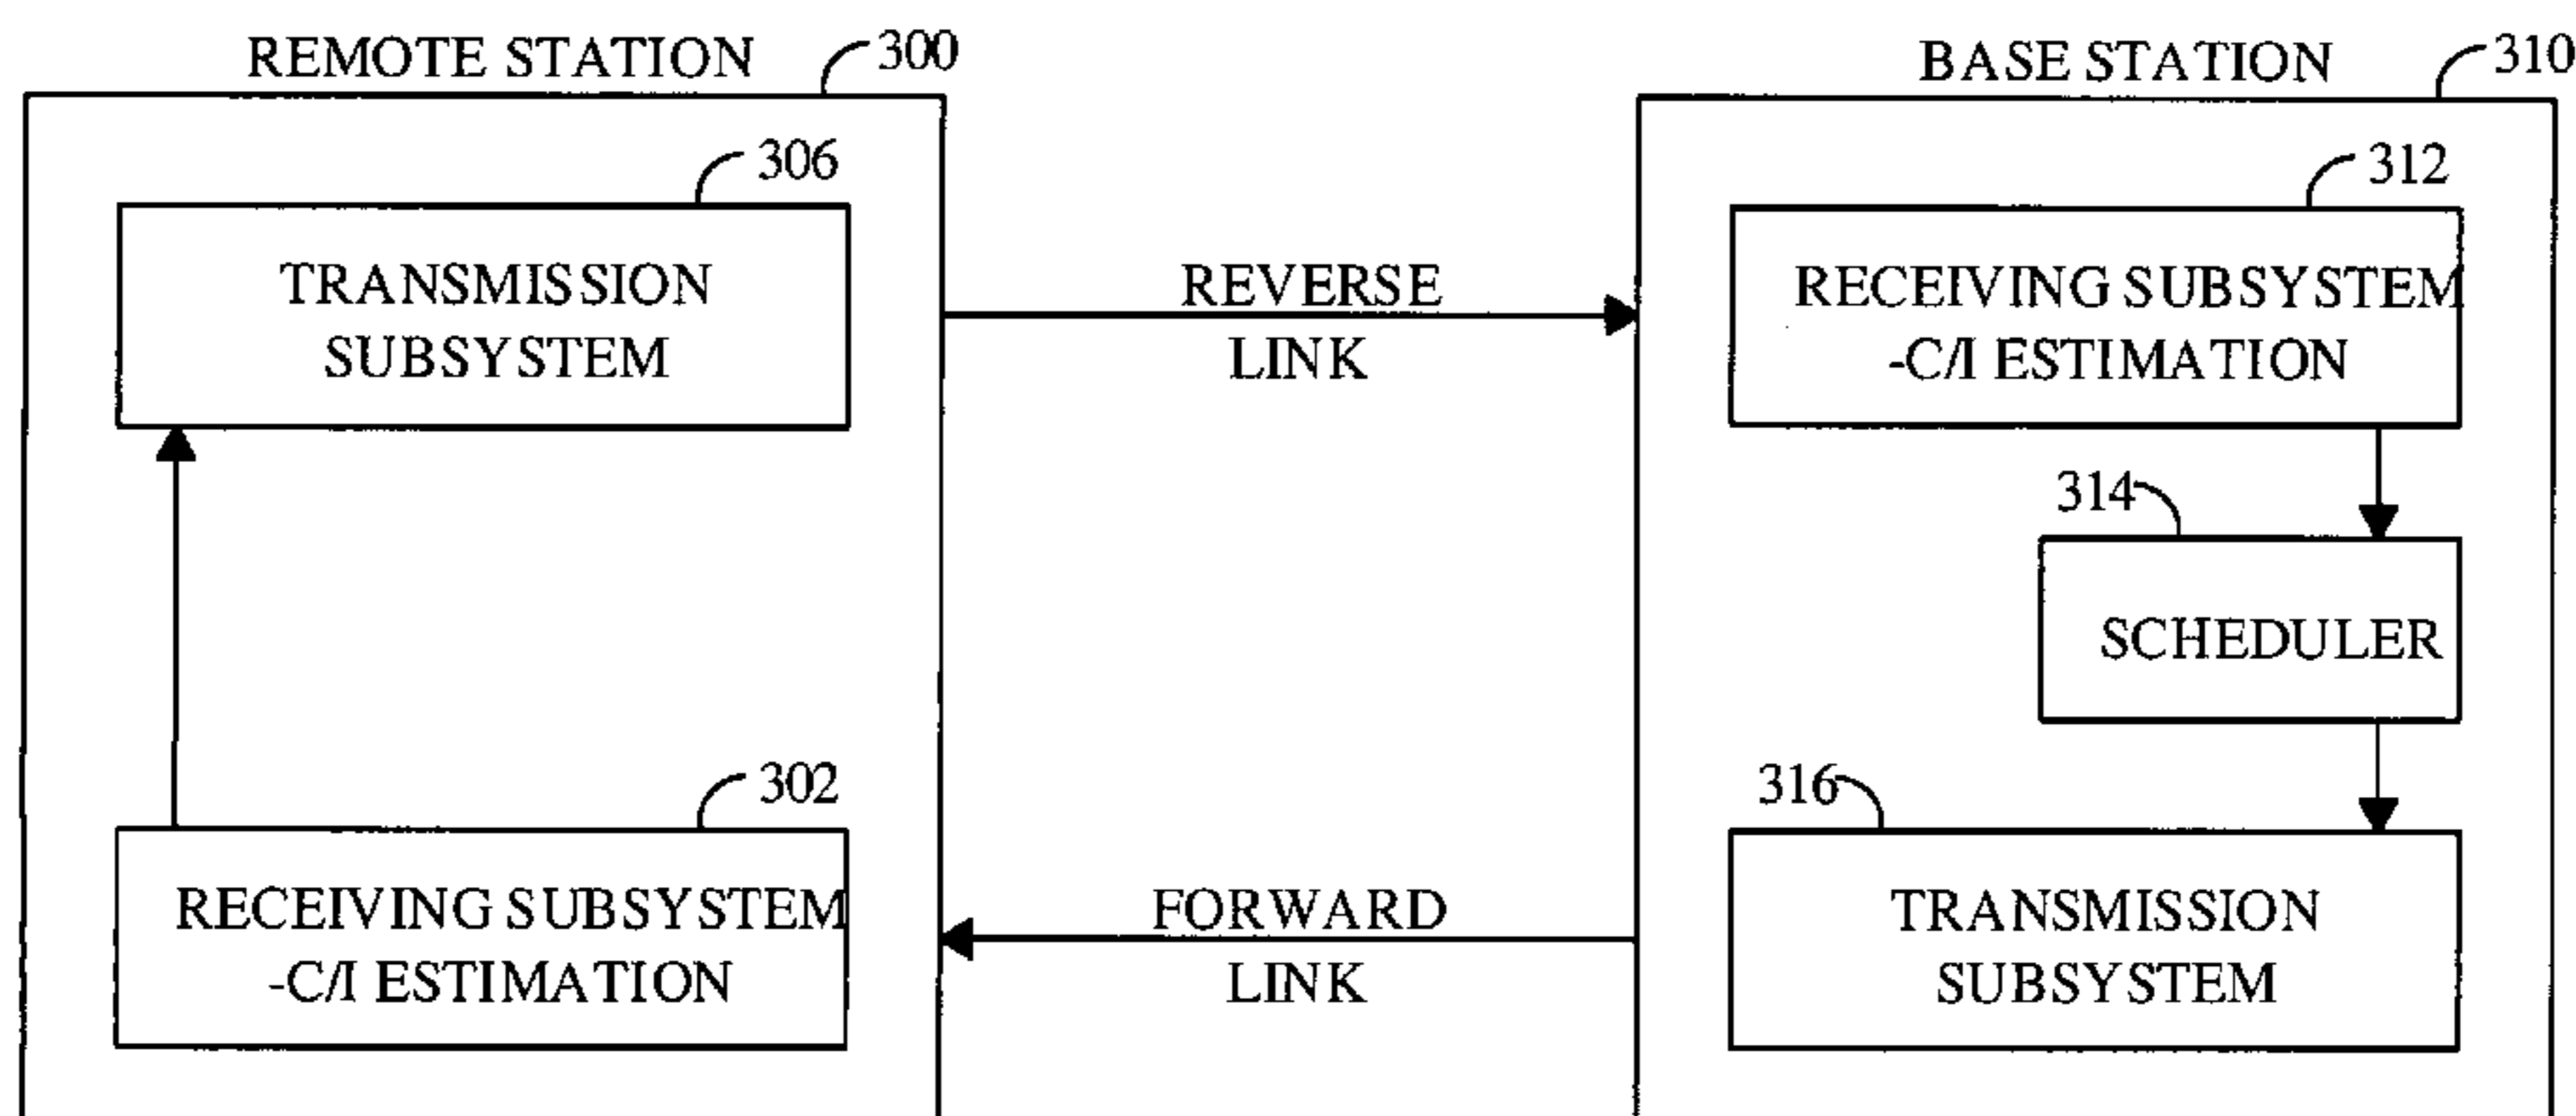 REMOTE STATION
300
BASE STATION
310
306
TRANSMISSION
SUBSYSTEM
REVERSE
LINK
312
RECEIVING SUBSYSTEM
-C/I ESTIMATION
314
SCHEDULER
302
RECEIVING SUBSYSTEM
-C/I ESTIMATION
FORWARD
LINK
316
TRANSMISSION
SUBSYSTEM